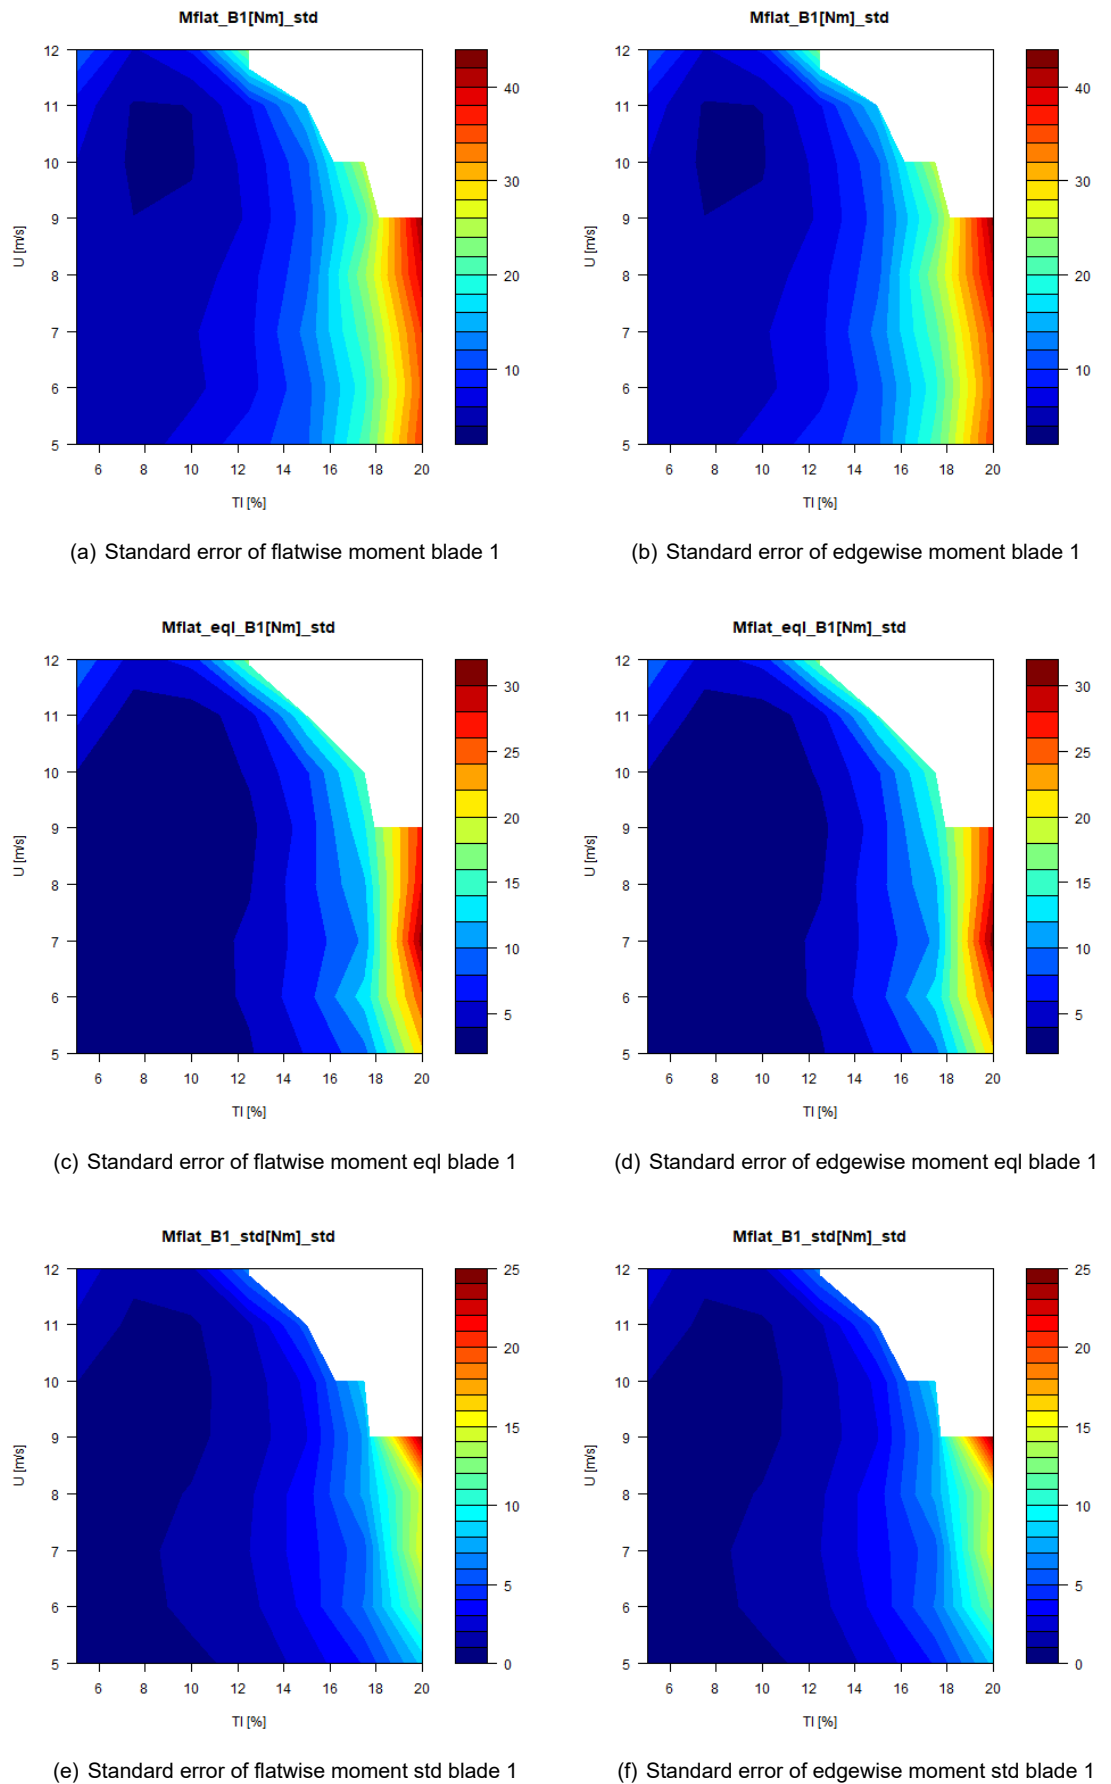 Mflat_B1[Nm]_std
Mflat_B1[Nm]_std
12
11
10
9
8
7
6
5
U [m/s]
6 8 10 12 14 16 18 20
TI [%]
40
30
20
10
12
11
10
9
8
7
6
5
U [m/s]
6 8 10 12 14 16 18 20
TI [%]
40
30
20
10
(a) Standard error of flatwise moment blade 1
(b) Standard error of edgewise moment blade 1
Mflat_eql_B1[Nm]_std
Mflat_eql_B1[Nm]_std
12
11
10
9
8
7
6
5
U [m/s]
6 8 10 12 14 16 18 20
TI [%]
30
25
20
15
10
5
12
11
10
9
8
7
6
5
U [m/s]
6 8 10 12 14 16 18 20
TI [%]
30
25
20
15
10
5
(c) Standard error of flatwise moment eql blade 1
(d) Standard error of edgewise moment eql blade 1
Mflat_B1_std[Nm]_std
Mflat_B1_std[Nm]_std
12
11
10
9
8
7
6
5
U [m/s]
6 8 10 12 14 16 18 20
TI [%]
25
20
15
10
5
0
12
11
10
9
8
7
6
5
U [m/s]
6 8 10 12 14 16 18 20
TI [%]
25
20
15
10
5
0
(e) Standard error of flatwise moment std blade 1
(f) Standard error of edgewise moment std blade 1